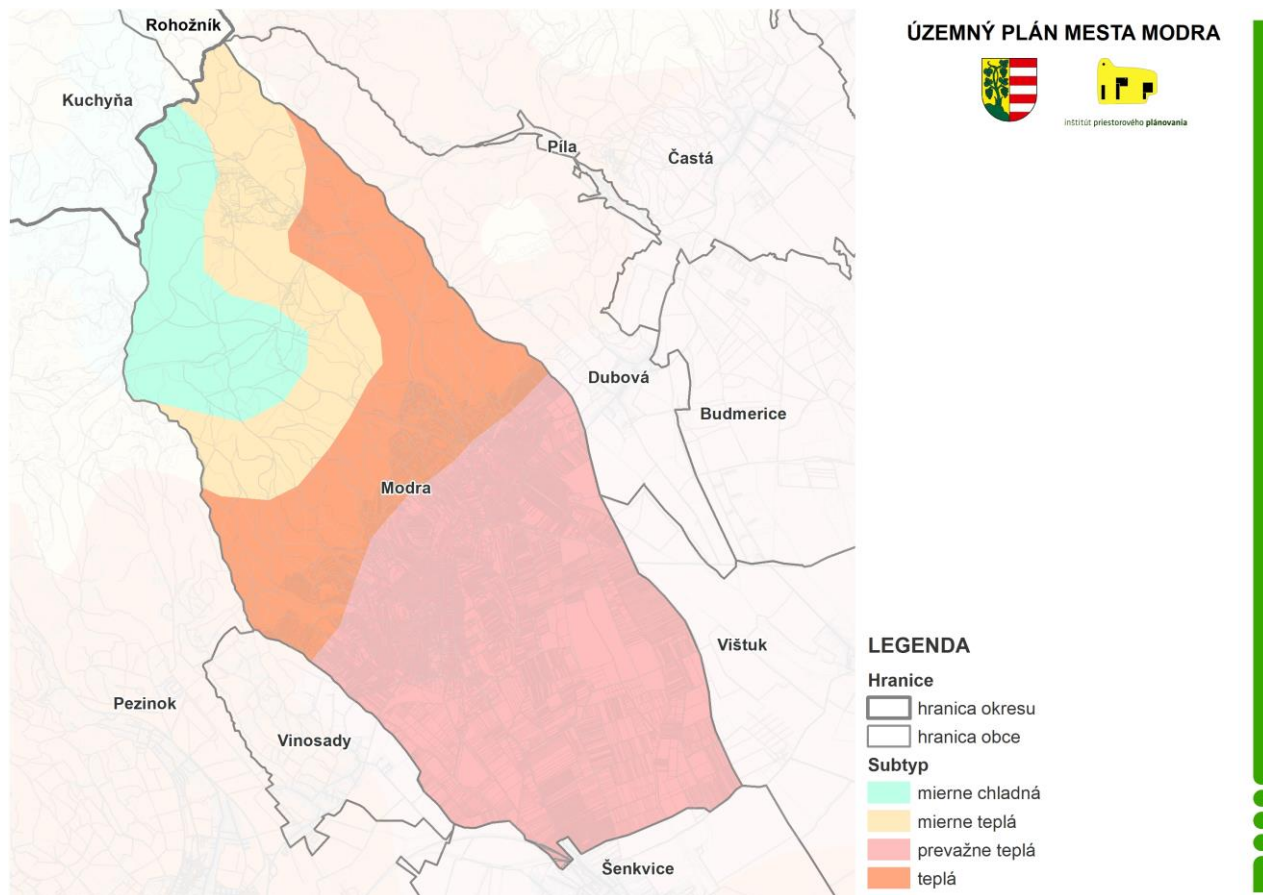 ÚZEMNÝ PLÁN MESTA MODRA
inštitút priestorového plánovania
Rohožník
Kuchyňa
Píla
Častá
Dubová
Budmerice
Modra
Vištuk
Pezinok
Vinosady
Šenkvice
LEGENDA
Hranice
hranica okresu
hranica obce
Subtyp
mierne chladná
mierne teplá
prevažne teplá
teplá